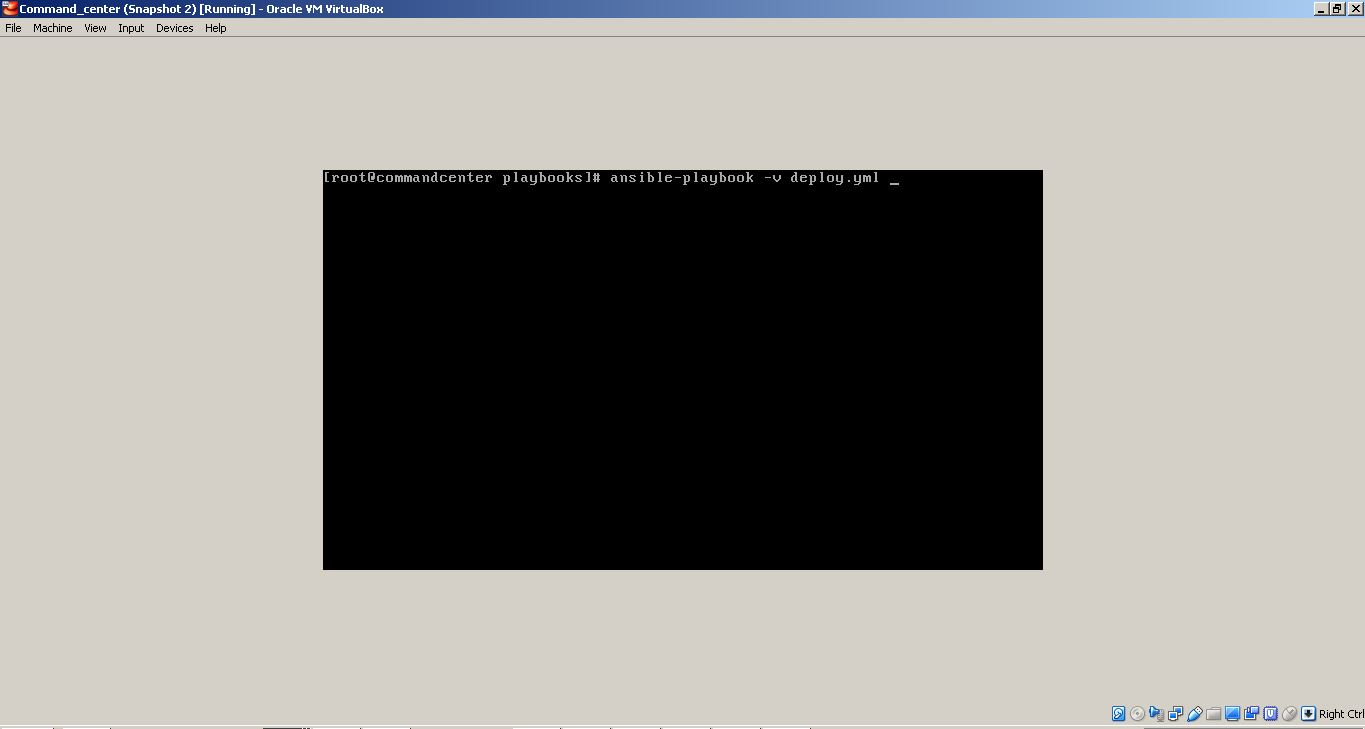 Command_center (Snapshot 2) [Running] - Oracle VM VirtualBox
File Machine View Input Devices Help
[root@commandcenter playbooks]# ansible-playbook -v deploy.yml _
Right Ctrl